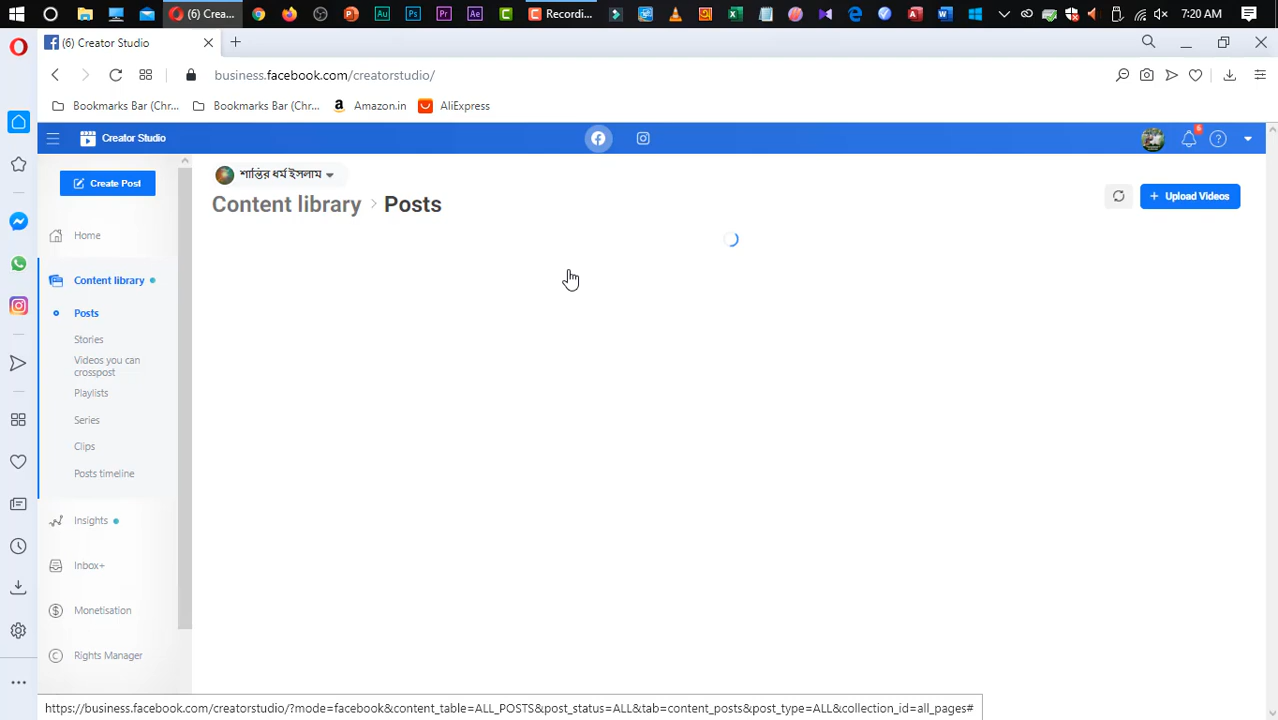 Crea...
Recordi...
7:20 AM
(6) Creator Studio
business.facebook.com/creatorstudio/
Bookmarks Bar (Chr...
Bookmarks Bar (Chr...
Amazon.in
AliExpress
Creator Studio
6
Create Post
শান্তির ধর্ম ইসলাম
Content library > Posts
Upload Videos
Home
Content library
Posts
Stories
Videos you can
crosspost
Playlists
Series
Clips
Posts timeline
Insights
Inbox+
Monetisation
Rights Manager
https://business.facebook.com/creatorstudio/?mode=facebook&content_table=ALL_POSTS&post_status=ALL&tab=content_posts&post_type=ALL&collection_id=all_pages#